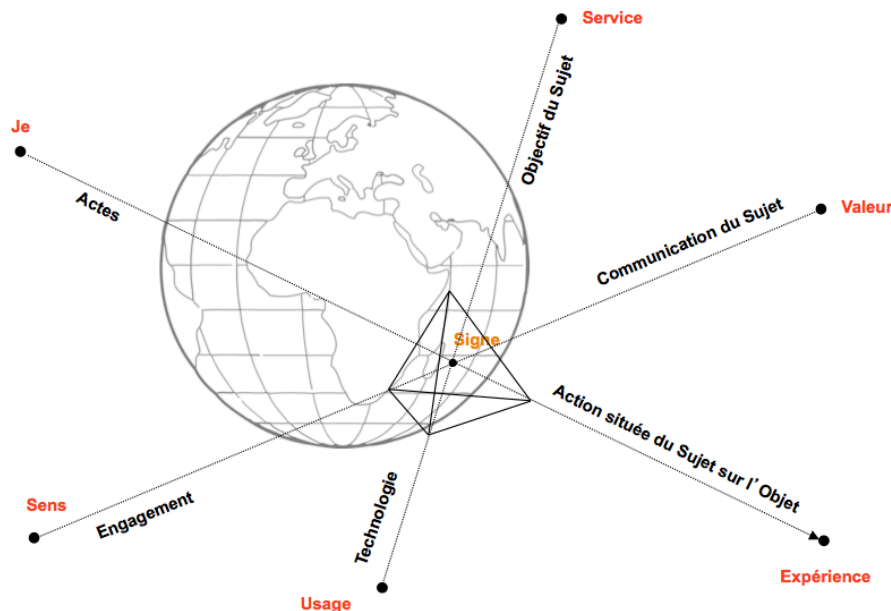 Service
Objectif du Sujet
Je
Actes
Valeur
Communication du Sujet
Signe
Action située du Sujet sur l’Objet
Sens
Engagement
Technologie
Expérience
Usage